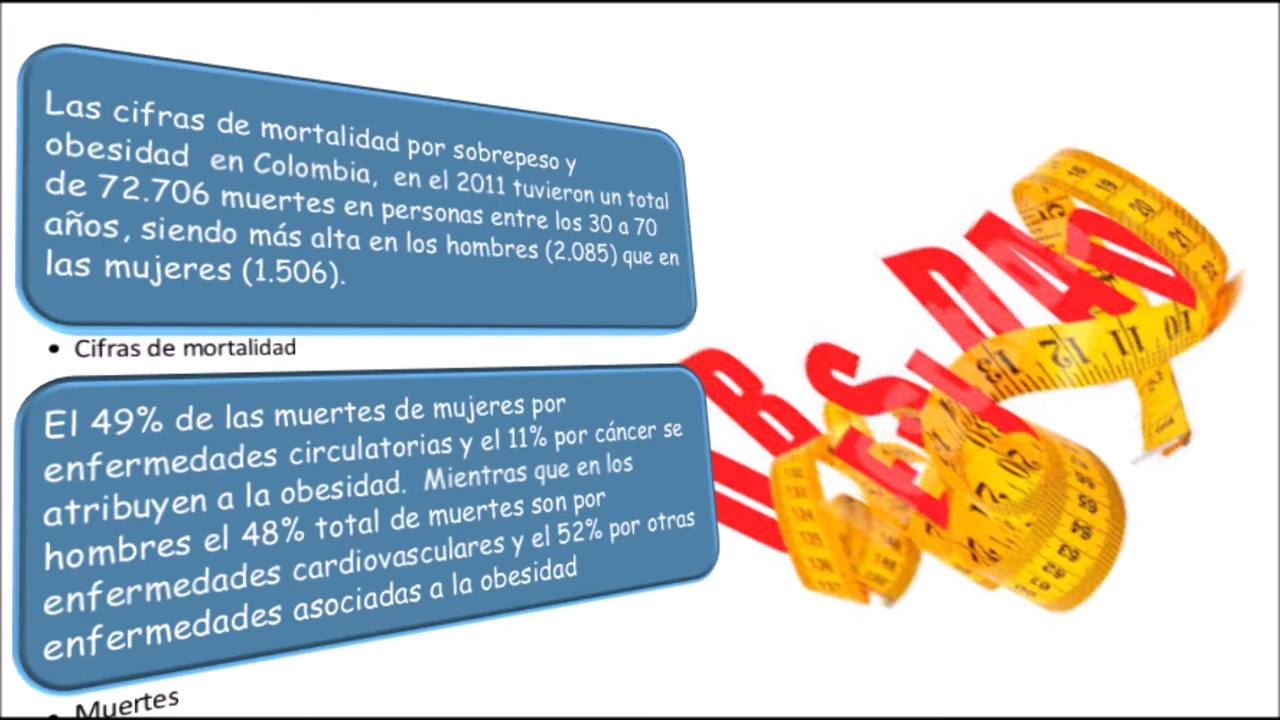 Las cifras de mortalidad por sobrepeso y
obesidad en Colombia, en el 2011 tuvieron un total
de 72.706 muertes en personas entre los 30 a 70
años, siendo más alta en los hombres (2.085) que en
las mujeres (1.506).
• Cifras de mortalidad
El 49% de las muertes de mujeres por
enfermedades circulatorias y el 11% por cáncer se
atribuyen a la obesidad. Mientras que en los
hombres el 48% total de muertes son por
enfermedades cardiovasculares y el 52% por otras
enfermedades asociadas a la obesidad
• Muertes